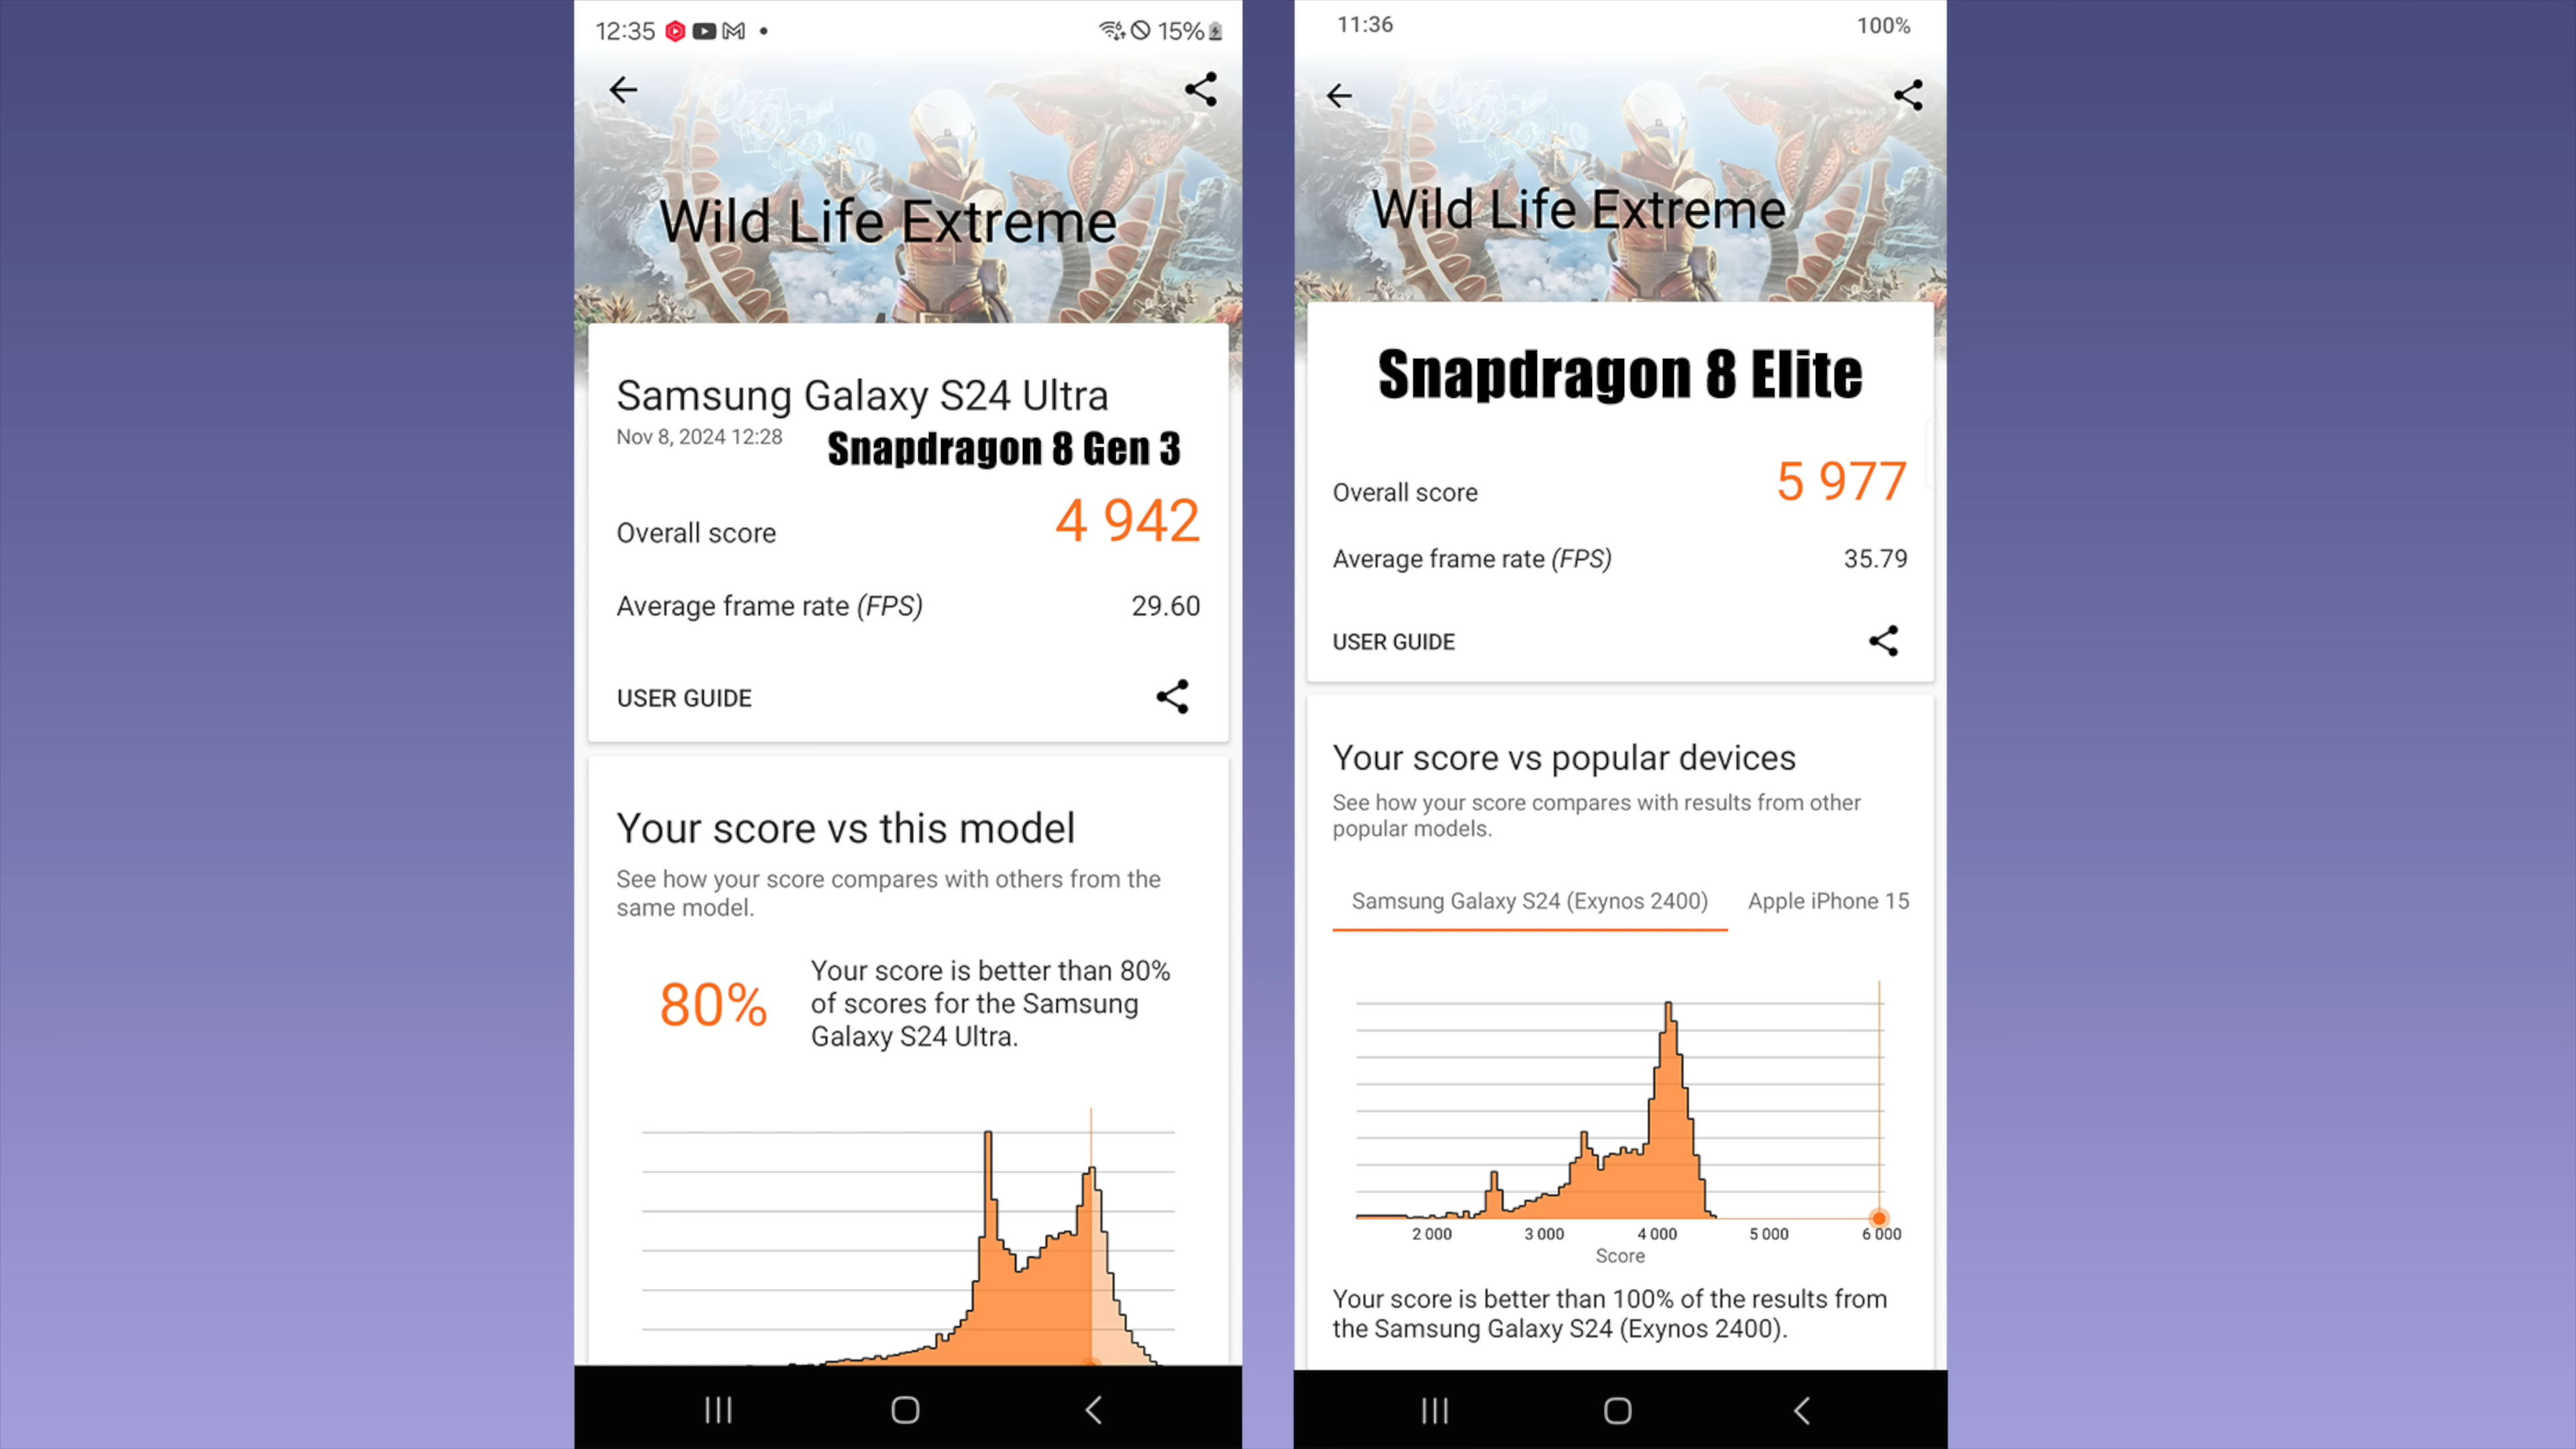 12:35
15%
Wild Life Extreme
Samsung Galaxy S24 Ultra
Nov 8, 2024 12:28
Snapdragon 8 Gen 3
Overall score
4 942
Average frame rate (FPS)
29.60
USER GUIDE
Your score vs this model
See how your score compares with others from the
same model.
80%
Your score is better than 80%
of scores for the Samsung
Galaxy S24 Ultra.
11:36
100%
Wild Life Extreme
Snapdragon 8 Elite
Overall score
5 977
Average frame rate (FPS)
35.79
USER GUIDE
Your score vs popular devices
See how your score compares with results from other
popular models.
Samsung Galaxy S24 (Exynos 2400)
Apple iPhone 15
2 000 3 000 4 000 5 000 6 000
Score
Your score is better than 100% of the results from
the Samsung Galaxy S24 (Exynos 2400).